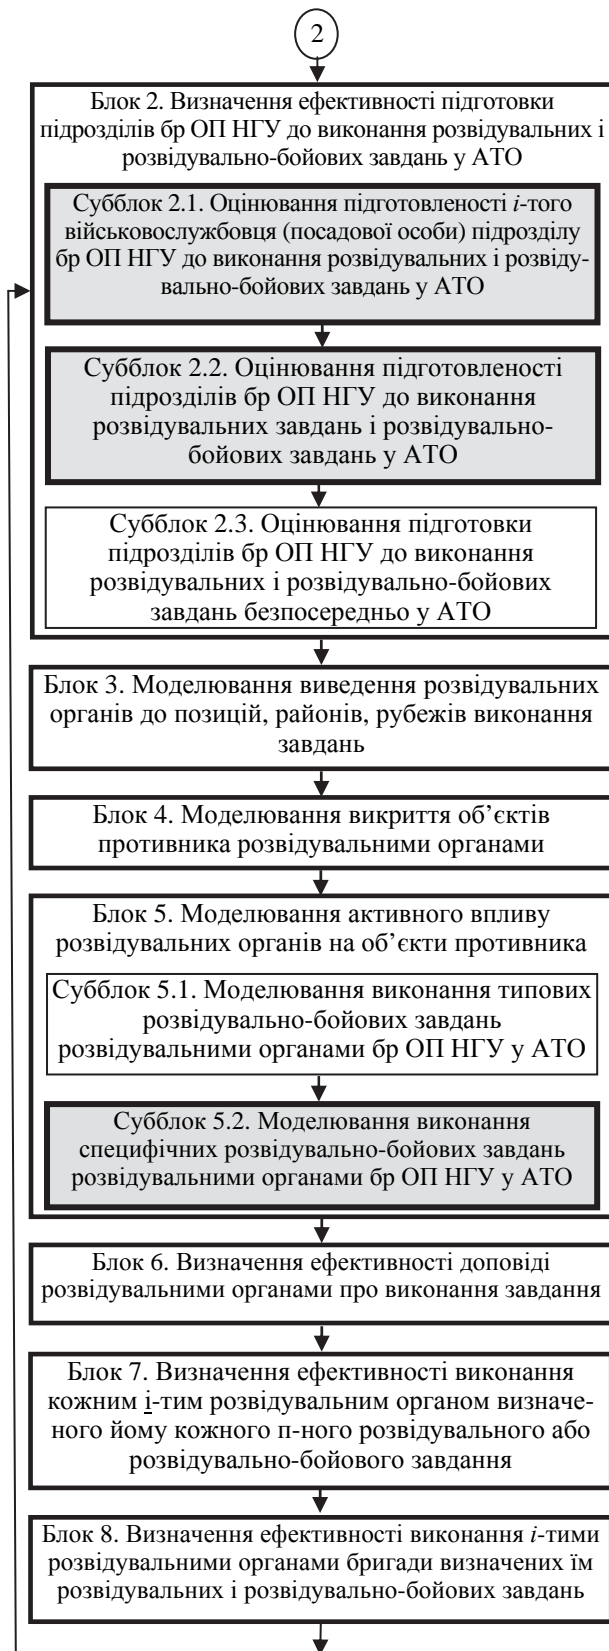 2
Блок 2. Визначення ефективності підготовки
підрозділів бр ОП НГУ до виконання розвідувальних і
розвідувально-бойових завдань у АТО
Субблок 2.1. Оцінювання підготовленості i-того
військовослужбовця (посадової особи) підрозділу
бр ОП НГУ до виконання розвідувальних і розвіду-
вально-бойових завдань у АТО
Субблок 2.2. Оцінювання підготовленості
підрозділів бр ОП НГУ до виконання
розвідувальних завдань і розвідувально-
бойових завдань у АТО
Субблок 2.3. Оцінювання підготовки
підрозділів бр ОП НГУ до виконання
розвідувальних і розвідувально-бойових
завдань безпосередньо у АТО
Блок 3. Моделювання виведення розвідувальних
органів до позицій, районів, рубежів виконання
завдань
Блок 4. Моделювання викриття об’єктів
противника розвідувальними органами
Блок 5. Моделювання активного впливу
розвідувальних органів на об’єкти противника
Субблок 5.1. Моделювання виконання типових
розвідувально-бойових завдань
розвідувальними органами бр ОП НГУ у АТО
Субблок 5.2. Моделювання виконання
специфічних розвідувально-бойових завдань
розвідувальними органами бр ОП НГУ у АТО
Блок 6. Визначення ефективності доповіді
розвідувальними органами про виконання завдання
Блок 7. Визначення ефективності виконання
кожним і-тим розвідувальним органом визначе-
ного йому кожного п-ного розвідувального або
розвідувально-бойового завдання
Блок 8. Визначення ефективності виконання i-тими
розвідувальними органами бригади визначених їм
розвідувальних і розвідувально-бойових завдань